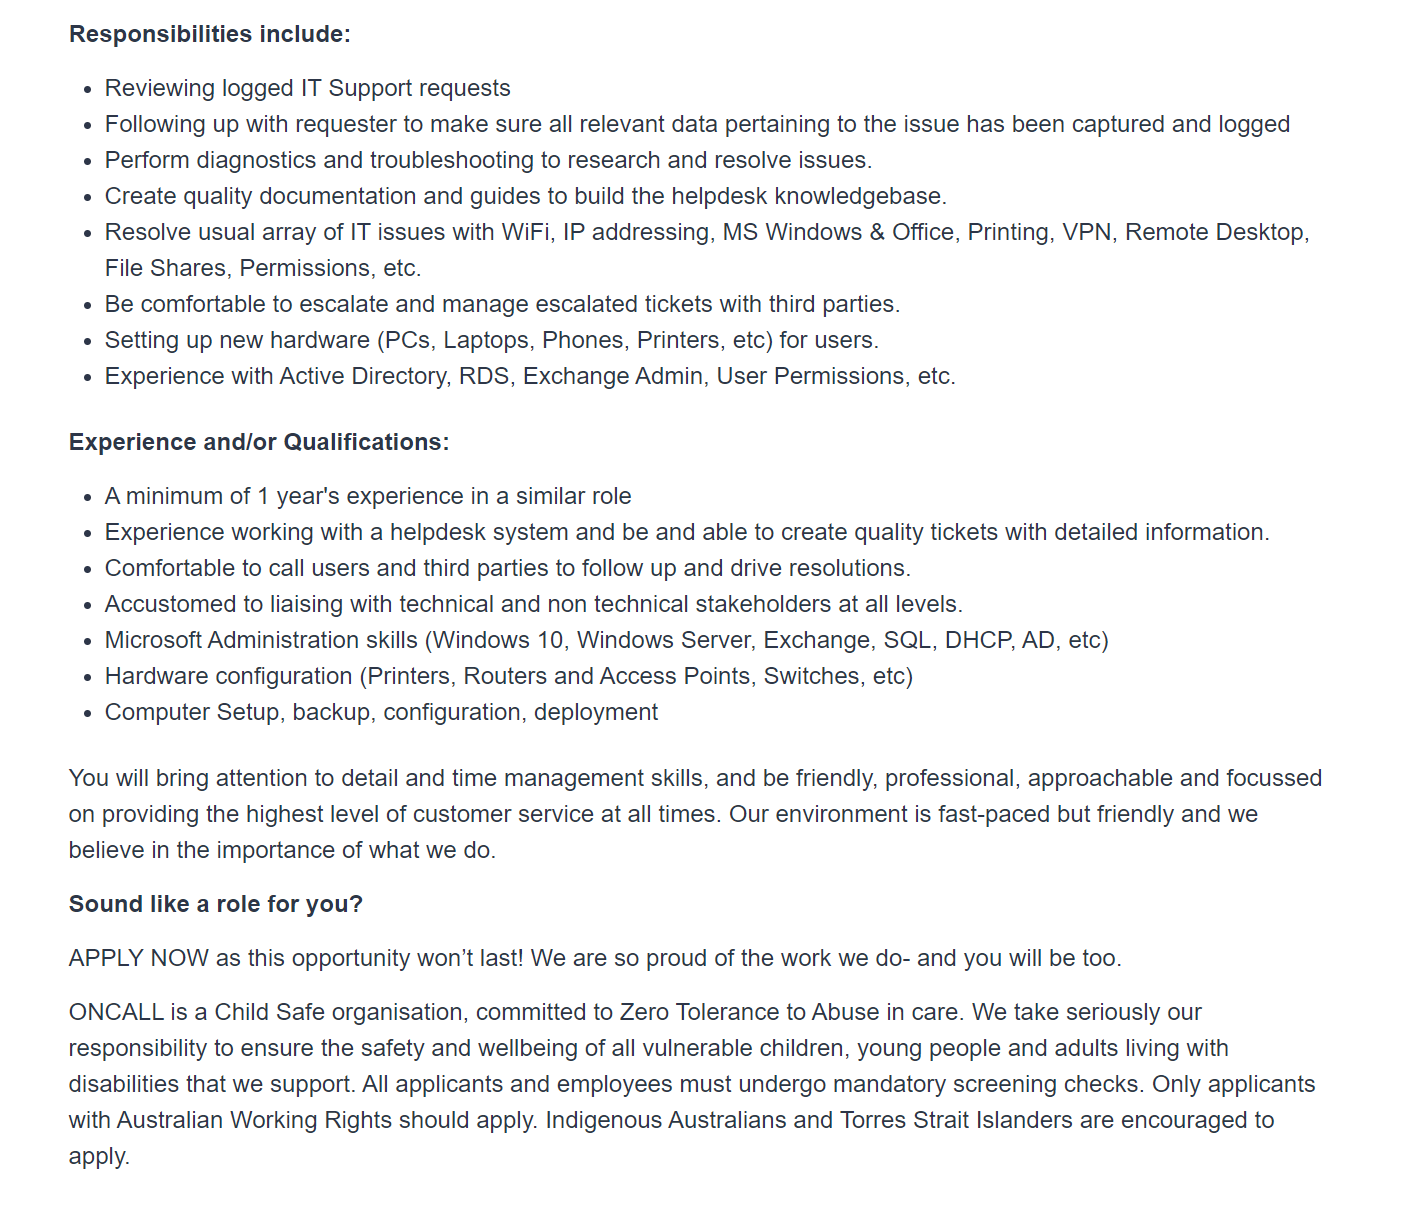 Responsibilities include:
• Reviewing logged IT Support requests
• Following up with requester to make sure all relevant data pertaining to the issue has been captured and logged
• Perform diagnostics and troubleshooting to research and resolve issues.
• Create quality documentation and guides to build the helpdesk knowledgebase.
• Resolve usual array of IT issues with WiFi, IP addressing, MS Windows & Office, Printing, VPN, Remote Desktop,
File Shares, Permissions, etc.
• Be comfortable to escalate and manage escalated tickets with third parties.
• Setting up new hardware (PCs, Laptops, Phones, Printers, etc) for users.
• Experience with Active Directory, RDS, Exchange Admin, User Permissions, etc.
Experience and/or Qualifications:
• A minimum of 1 year's experience in a similar role
• Experience working with a helpdesk system and be and able to create quality tickets with detailed information.
• Comfortable to call users and third parties to follow up and drive resolutions.
• Accustomed to liaising with technical and non technical stakeholders at all levels.
• Microsoft Administration skills (Windows 10, Windows Server, Exchange, SQL, DHCP, AD, etc)
• Hardware configuration (Printers, Routers and Access Points, Switches, etc)
• Computer Setup, backup, configuration, deployment
You will bring attention to detail and time management skills, and be friendly, professional, approachable and focussed
on providing the highest level of customer service at all times. Our environment is fast-paced but friendly and we
believe in the importance of what we do.
Sound like a role for you?
APPLY NOW as this opportunity won’t last! We are so proud of the work we do- and you will be too.
ONCALL is a Child Safe organisation, committed to Zero Tolerance to Abuse in care. We take seriously our
responsibility to ensure the safety and wellbeing of all vulnerable children, young people and adults living with
disabilities that we support. All applicants and employees must undergo mandatory screening checks. Only applicants
with Australian Working Rights should apply. Indigenous Australians and Torres Strait Islanders are encouraged to
apply.